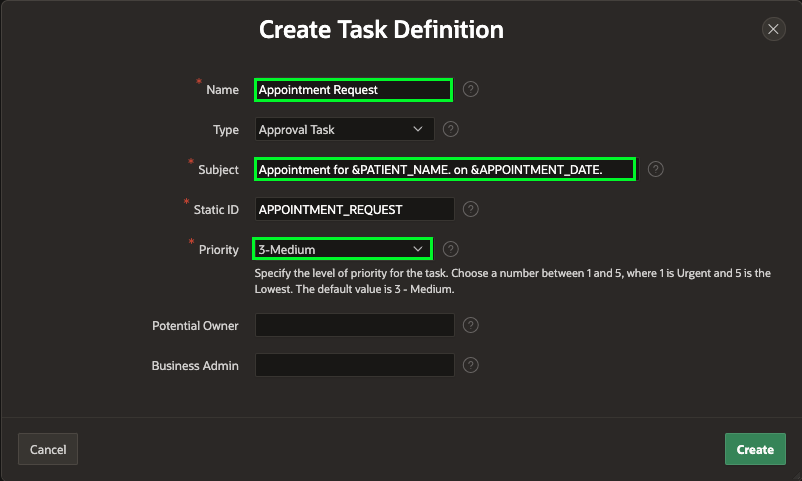 Create Task Definition
* Name Appointment Request ?
Type Approval Task ?
* Subject Appointment for &PATIENT_NAME. on &APPOINTMENT_DATE. ?
* Static ID APPOINTMENT_REQUEST ?
* Priority 3-Medium ?
Specify the level of priority for the task. Choose a number between 1 and 5, where 1 is Urgent and 5 is the
Lowest. The default value is 3 - Medium.
Potential Owner ?
Business Admin ?
Cancel Create